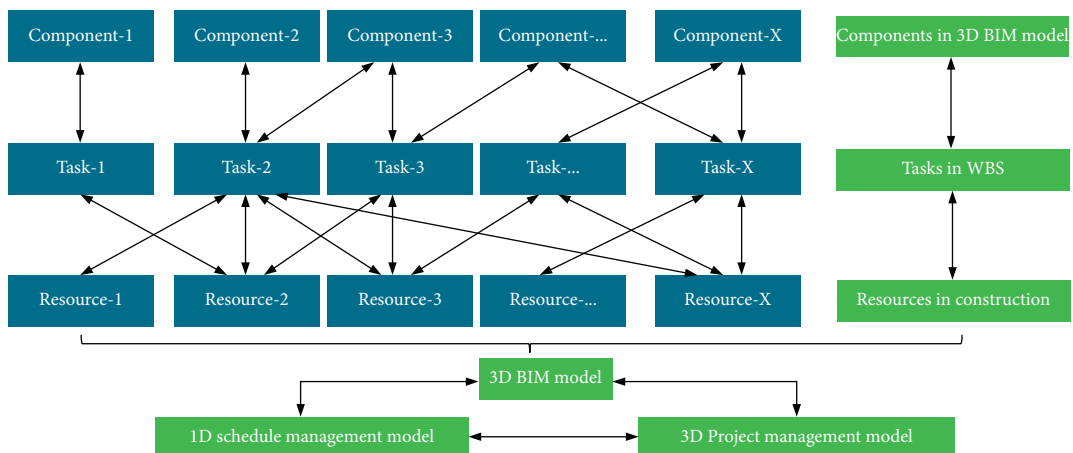 Component-1
Component-2
Component-3
Component-...
Component-X
Components in 3D BIM model
Task-1
Task-2
Task-3
Task-...
Task-X
Tasks in WBS
Resource-1
Resource-2
Resource-3
Resource-...
Resource-X
Resources in construction
3D BIM model
1D schedule management model
3D Project management model